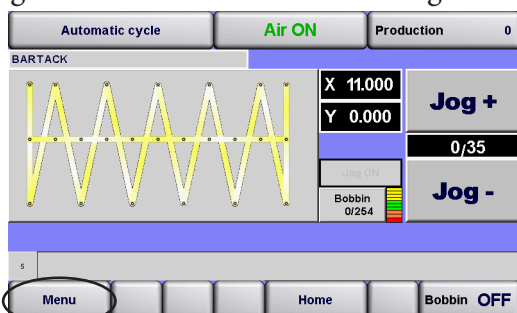 Automatic cycle
Air ON
Production 0
BARTACK
X 11.000
Y 0.000
Jog +
0/35
Jog ON
Bobbin
0/254
Jog -
s
Menu
Home
Bobbin OFF